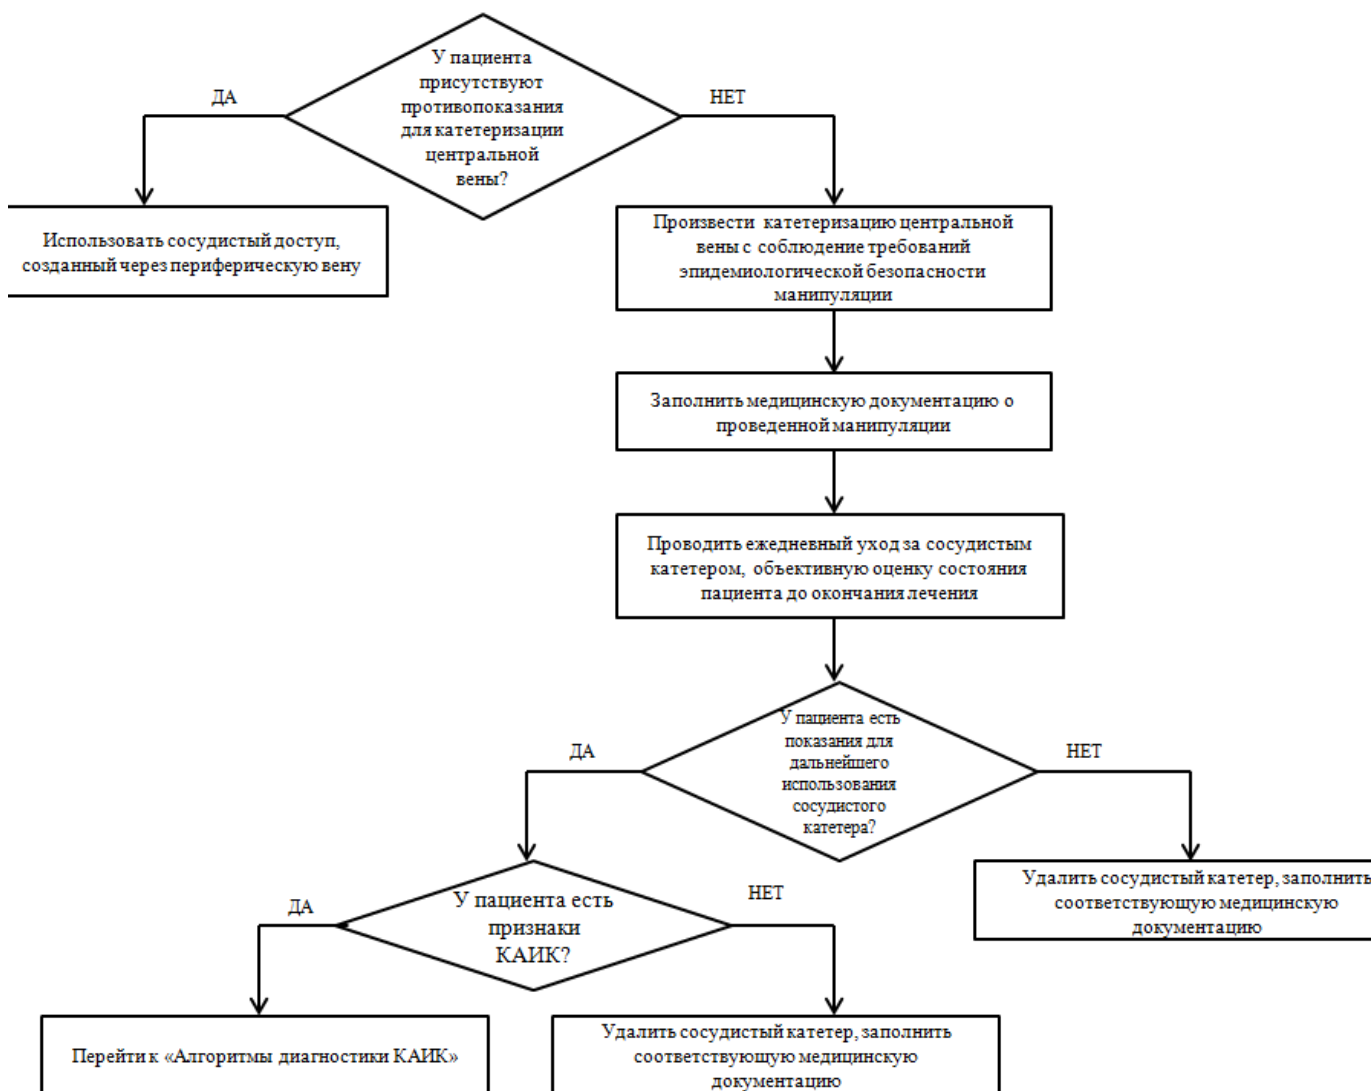 У пациента
присутствуют
противопоказания
для катетеризации
центральной
вены?
ДА
НЕТ
Использовать сосудистый доступ,
созданный через периферическую вену
Произвести катетеризацию центральной
вены с соблюдение требований
эпидемиологической безопасности
манипуляции
Заполнить медицинскую документацию о
проведенной манипуляции
Проводить ежедневный уход за сосудистым
катетером, объективную оценку состояния
пациента до окончания лечения
У пациента есть
показания для
дальнейшего
использования
сосудистого
катетера?
ДА
НЕТ
У пациента есть
признаки
КАИК?
ДА
НЕТ
Удалить сосудистый катетер, заполнить
соответствующую медицинскую
документацию
Перейти к «Алгоритмы диагностики КАИК»
Удалить сосудистый катетер, заполнить
соответствующую медицинскую
документацию